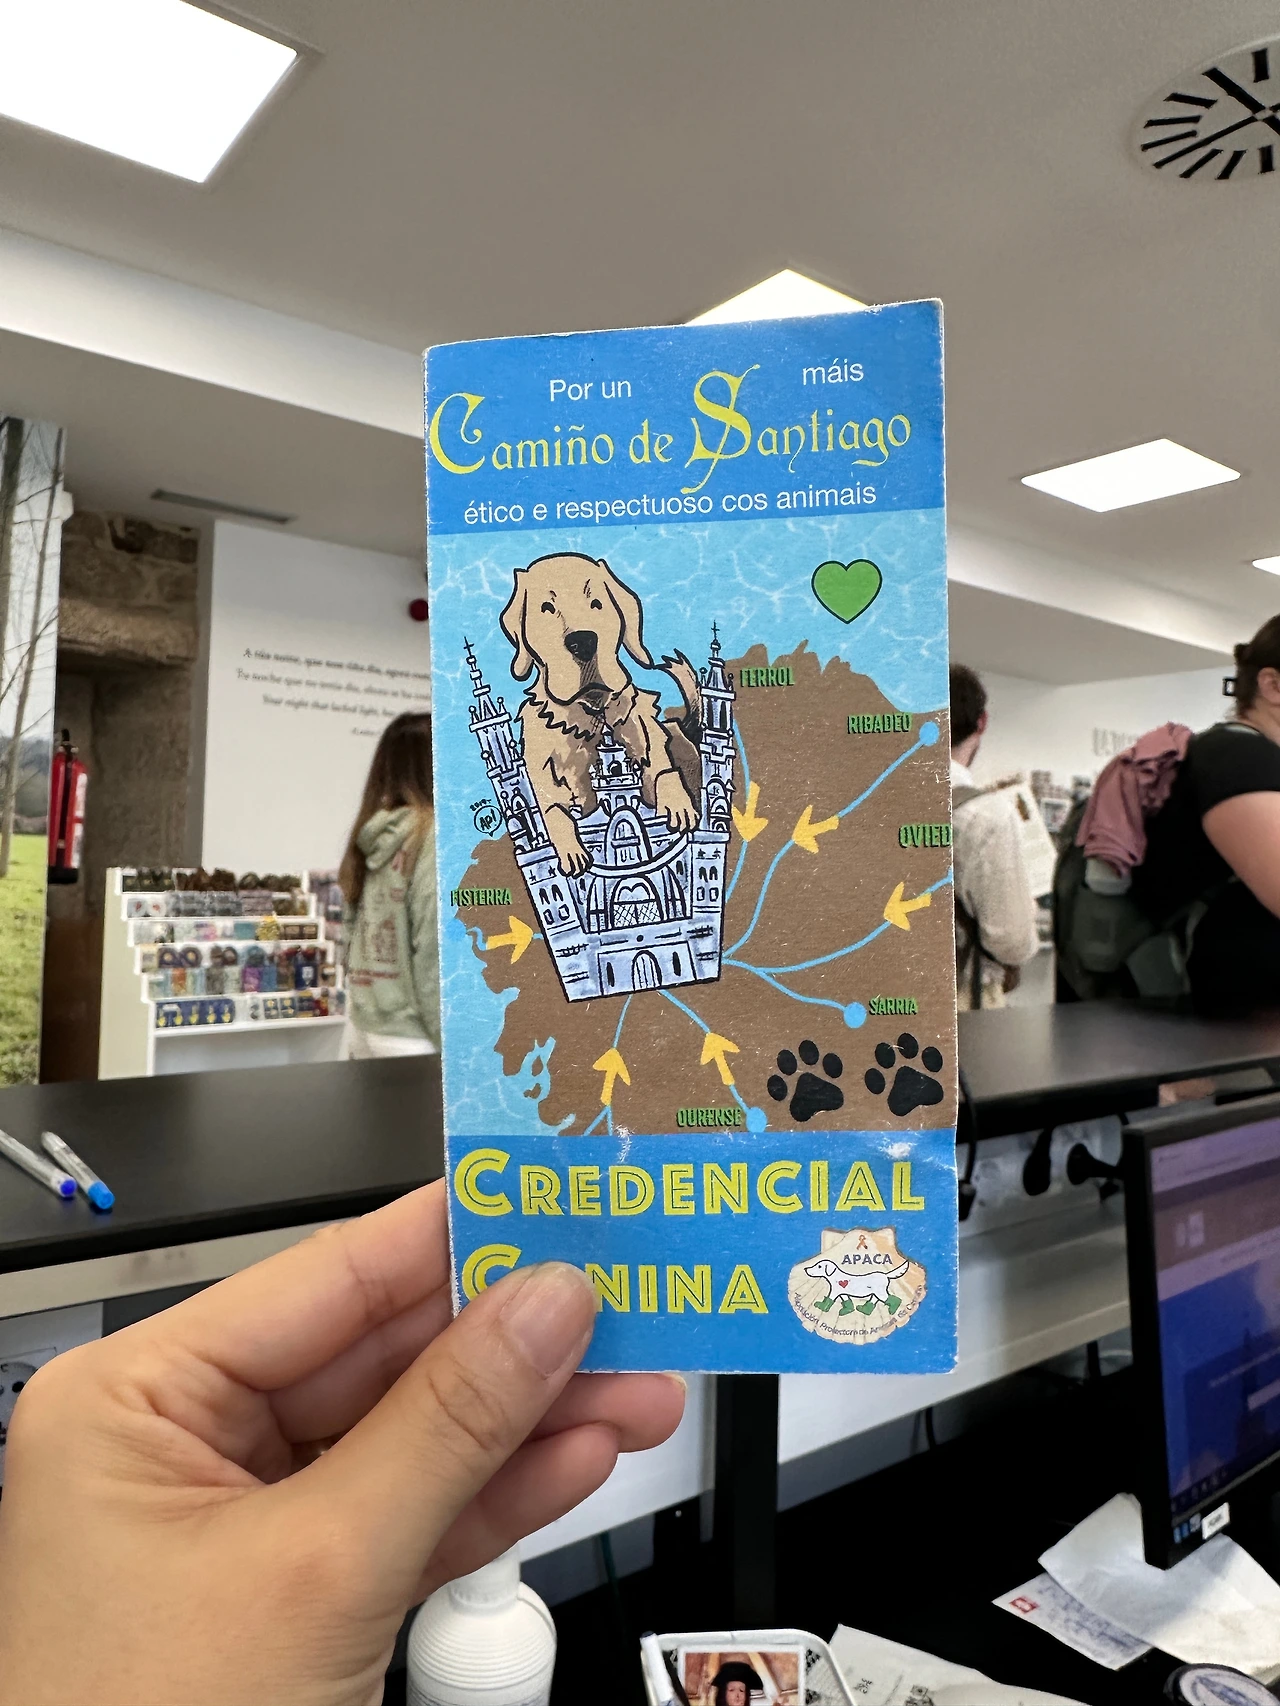 Por un máis
Camiño de Santiago
ético e respectuoso cos animais
FERROL
RIBADEO
OVIED
FISTERRA
SARRIA
OURENSE
CREDENCIAL
C NINA
APACA